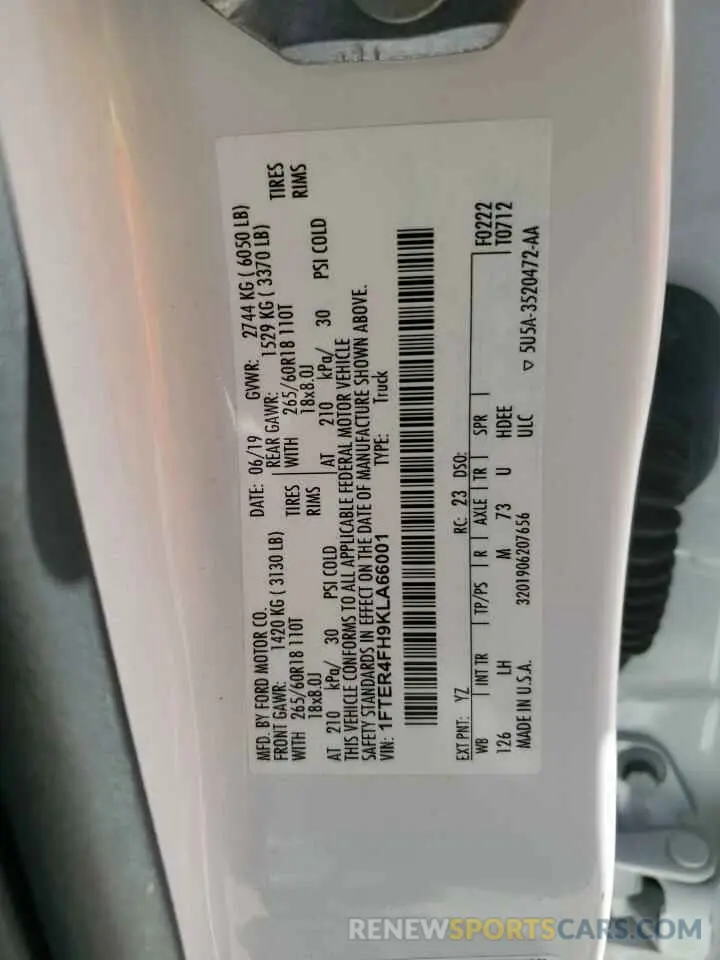 MFD. BY FORD MOTOR CO. DATE: 06/19 GVWR: 2744 KG ( 6050 LB)
FRONT GAWR: 1420 KG ( 3130 LB) REAR GAWR: 1529 KG ( 3370 LB)
WITH 265/60R18 110T TIRES WITH 265/60R18 110T TIRES
18x8.0J RIMS 18x8.0J RIMS
AT 210 kPa/ 30 PSI COLD AT 210 kPa/ 30 PSI COLD
THIS VEHICLE CONFORMS TO ALL APPLICABLE FEDERAL MOTOR VEHICLE
SAFETY STANDARDS IN EFFECT ON THE DATE OF MANUFACTURE SHOWN ABOVE.
VIN: 1FTER4FH9KLA66001 TYPE: Truck
EXT PNT: YZ RC: 23 DSO:
WB INT TR TP/PS R AXLE TR SPR F0222
126 LH M 73 U HDEE T0712
MADE IN U.S.A. 3201906207656 ULC
▽ 5U5A-3520472-AA
RENEWSPORTSCARS.COM